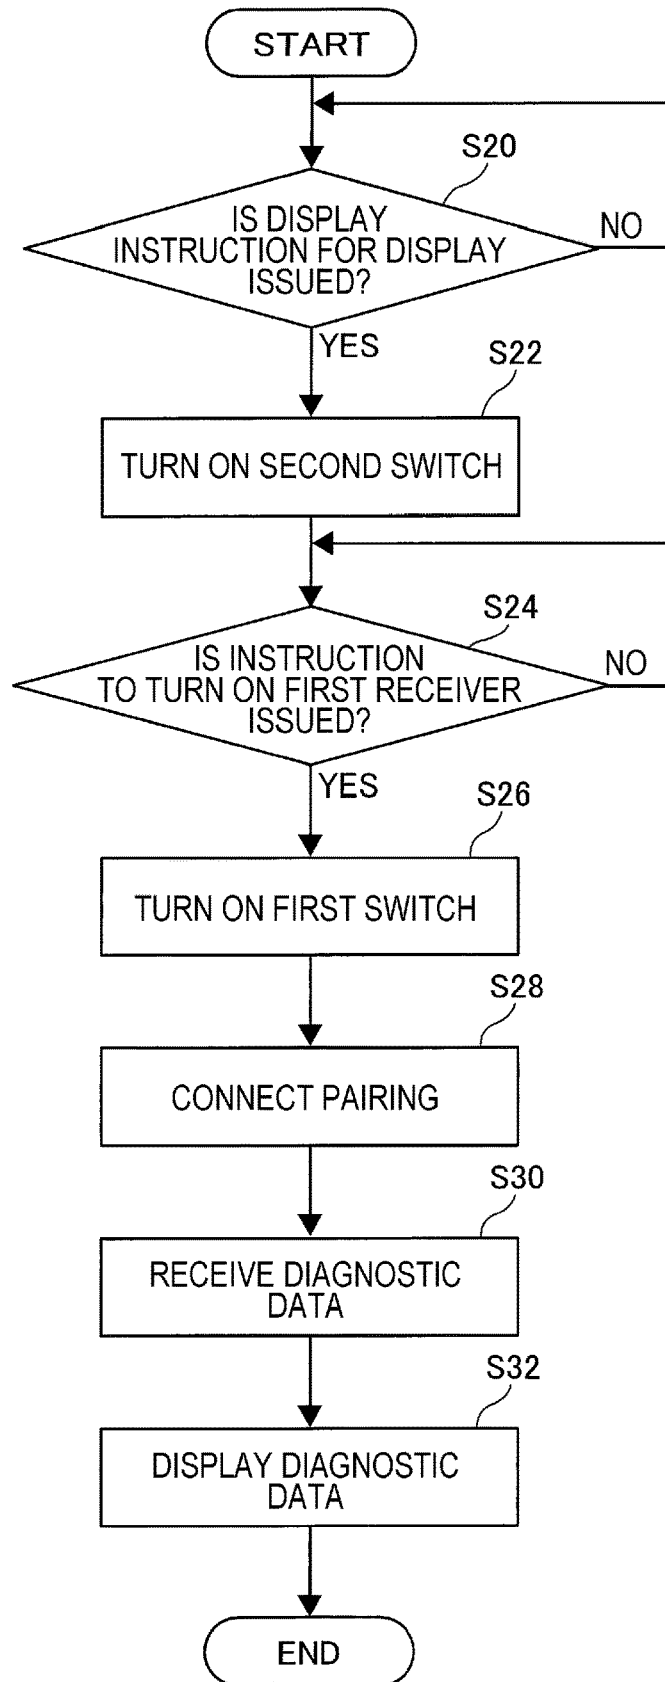 START
S20
IS DISPLAY
INSTRUCTION FOR DISPLAY
ISSUED?
NO
YES
S22
TURN ON SECOND SWITCH
S24
IS INSTRUCTION
TO TURN ON FIRST RECEIVER
ISSUED?
NO
YES
S26
TURN ON FIRST SWITCH
S28
CONNECT PAIRING
S30
RECEIVE DIAGNOSTIC
DATA
S32
DISPLAY DIAGNOSTIC
DATA
END